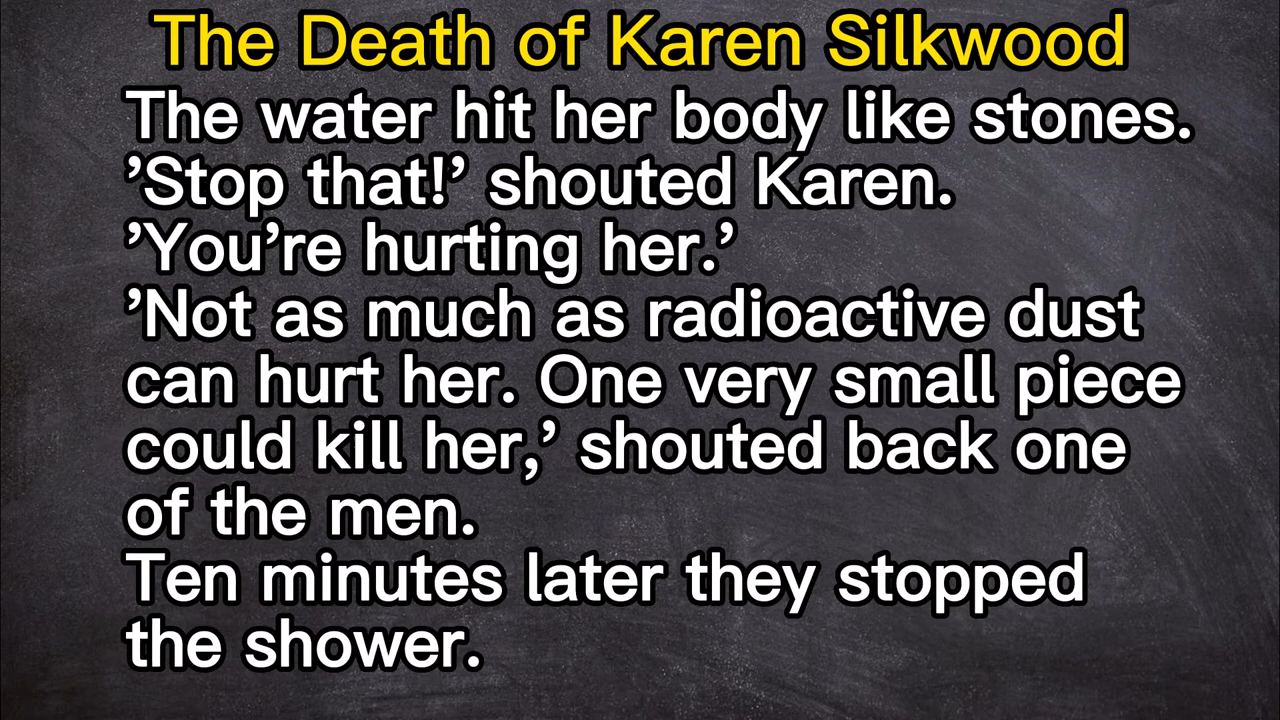 The Death of Karen Silkwood
The water hit her body like stones.
’Stop that!’ shouted Karen.
’You’re hurting her.’
’Not as much as radioactive dust
can hurt her. One very small piece
could kill her,’ shouted back one
of the men.
Ten minutes later they stopped
the shower.